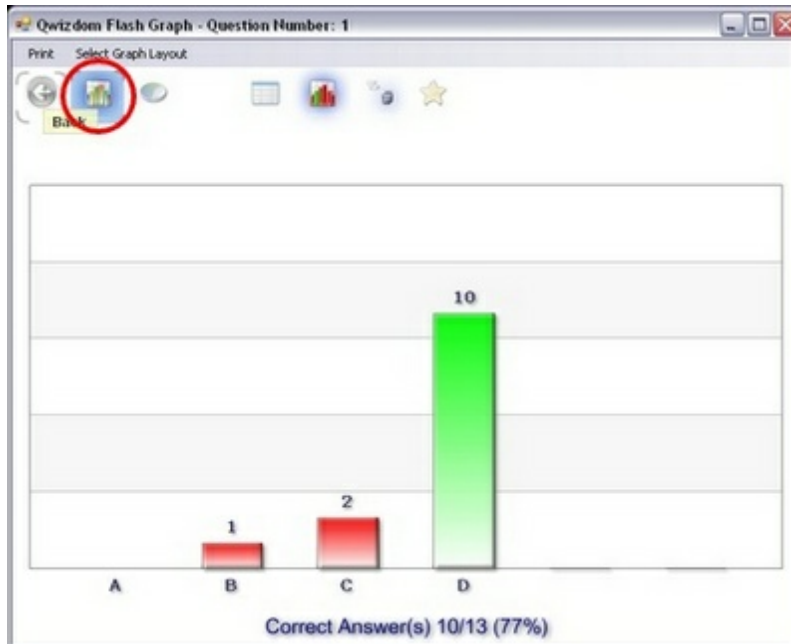 Qwizdom Flash Graph - Question Number: 1
Print Select Graph Layout
Back
10
2
1
A B C D
Correct Answer(s) 10/13 (77%)